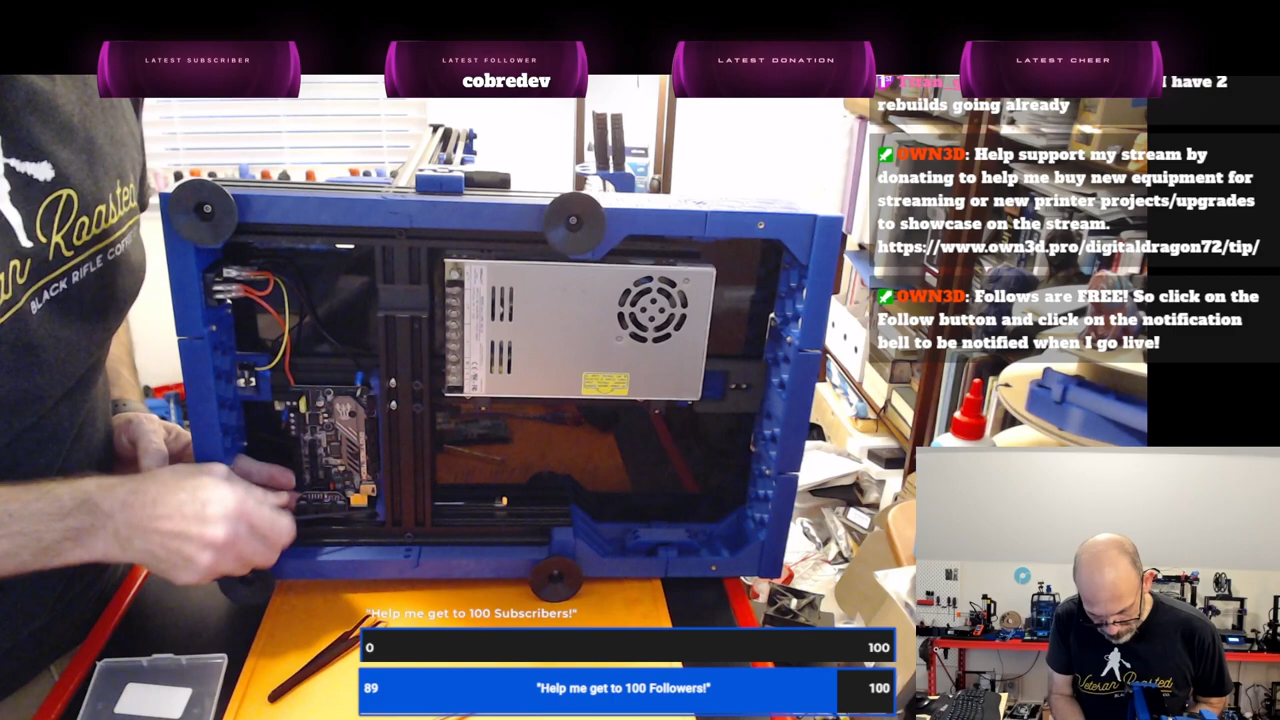 LATEST SUBSCRIBER
LATEST FOLLOWER
cobredev
LATEST DONATION
LATEST CHEER
I have 2
rebuilds going already
OWN3D: Help support my stream by
donating to help me buy new equipment for
streaming or new printer projects/upgrades
to showcase on the stream.
https://www.own3d.pro/digitaldragon72/tip/
OWN3D: Follows are FREE! So click on the
Follow button and click on the notification
bell to be notified when I go live!
Roasted
BLACK RIFLE COFFEE
"Help me get to 100 Subscribers!"
0
100
89
"Help me get to 100 Followers!"
100
Veteran Roasted